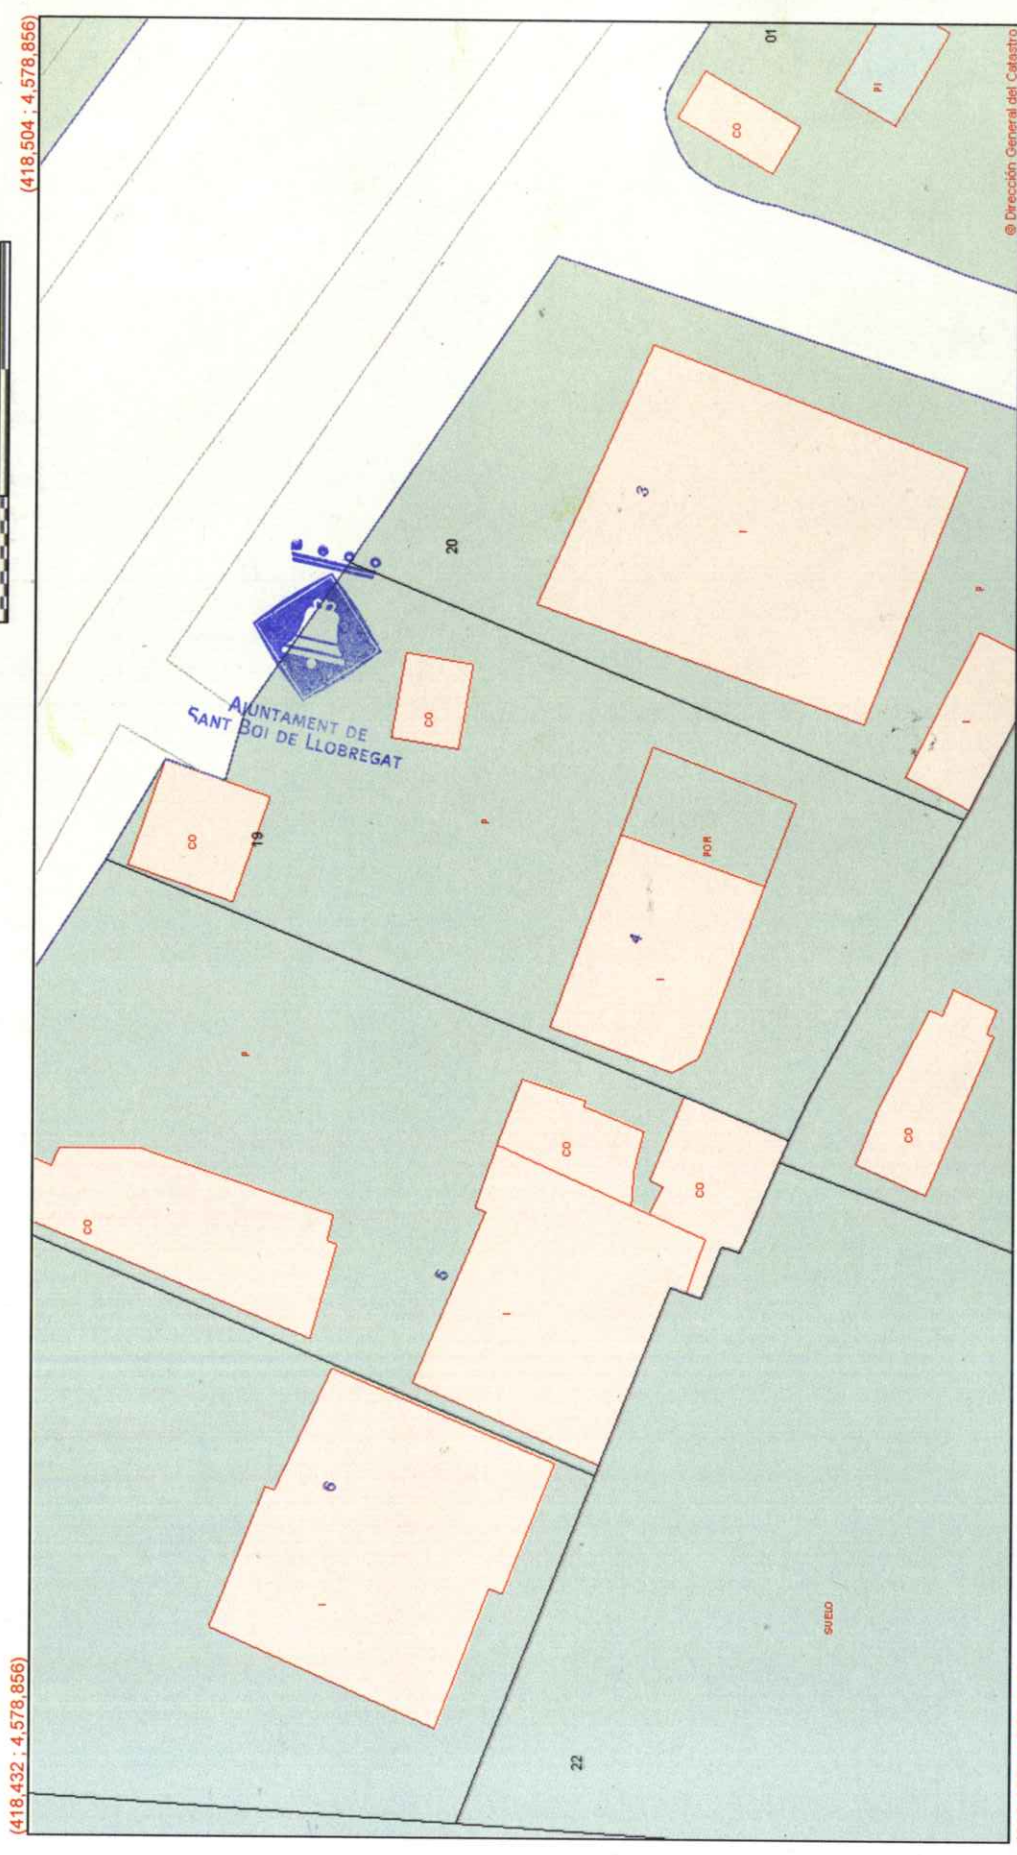 (418,432 ; 4,578,856)
(418,504 ; 4,578,856)
CO
P
CO
19
AJUNTAMENT DE
SANT BOI DE LLOBREGAT
6
I
5
I
CO
CO
P
CO
20
01
CO
PI
3
I
4
I
POR
22
SUELO
CO
I
P
© Dirección General del Catastro